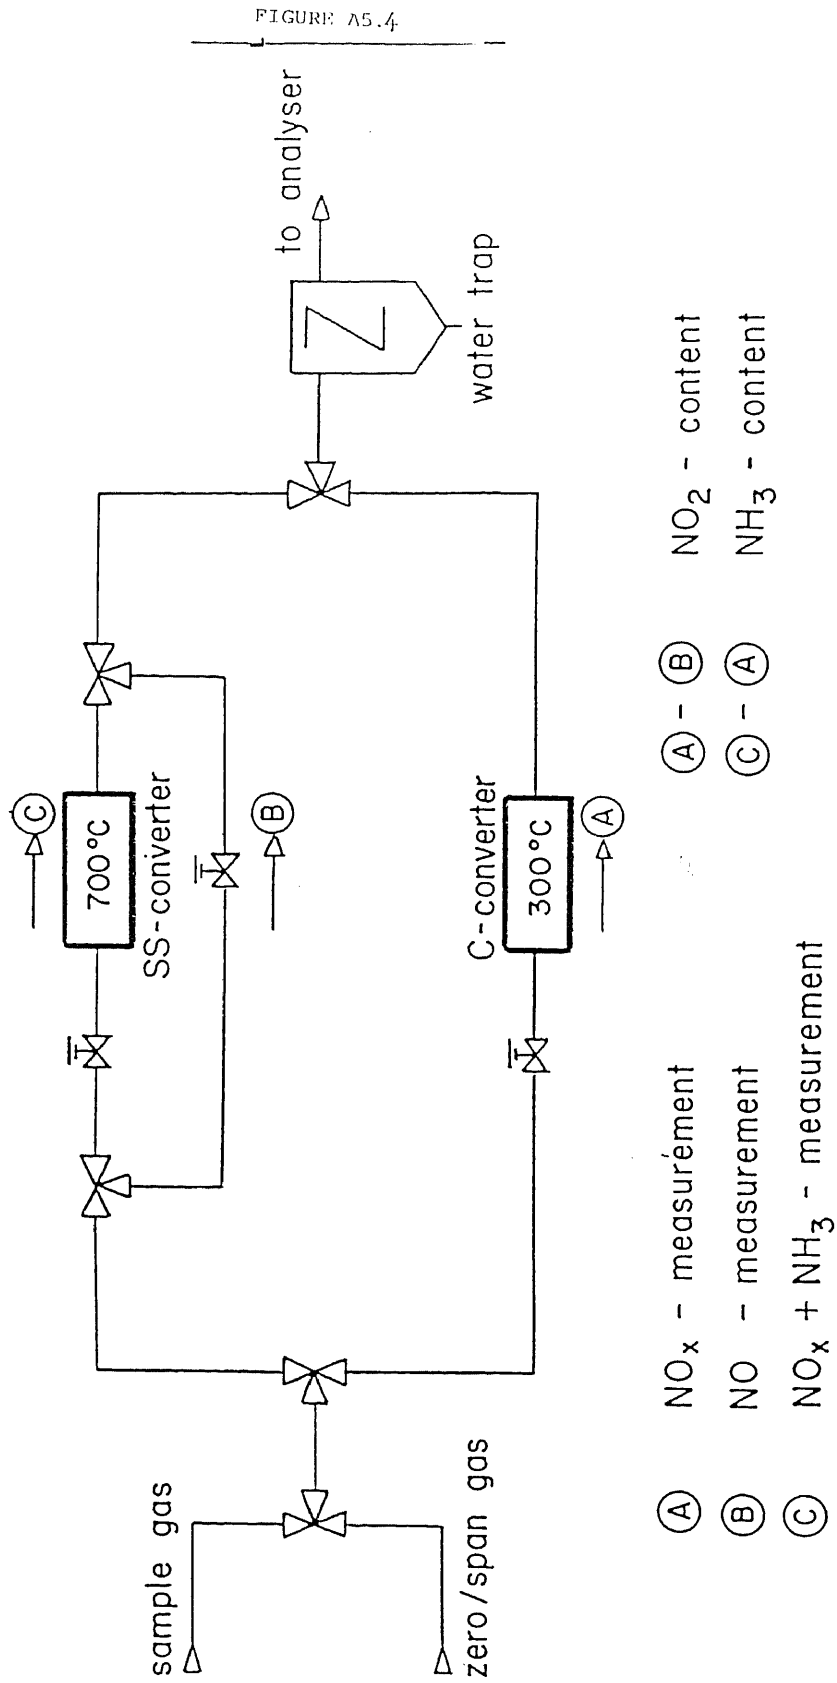 FIGURE A5.4
sample gas
zero/span gas
C
700°C
SS-converter
B
C-converter
300°C
A
to analyser
water trap
A NOx - measurement
B NO - measurement
C NOx + NH3 - measurement
A - B NO2 - content
C - A NH3 - content